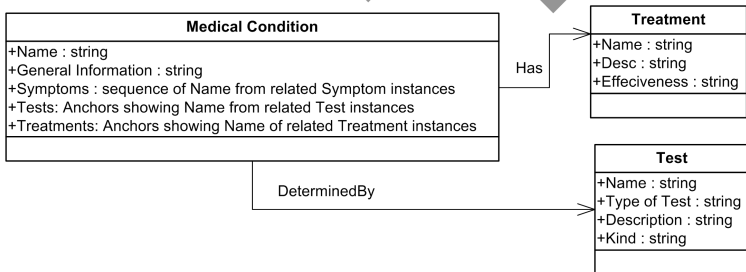 Medical Condition
+Name : string
+General Information : string
+Symptoms : sequence of Name from related Symptom instances
+Tests: Anchors showing Name from related Test instances
+Treatments: Anchors showing Name of related Treatment instances
Has
Treatment
+Name : string
+Desc : string
+Effeciveness : string
DeterminedBy
Test
+Name : string
+Type of Test : string
+Description : string
+Kind : string